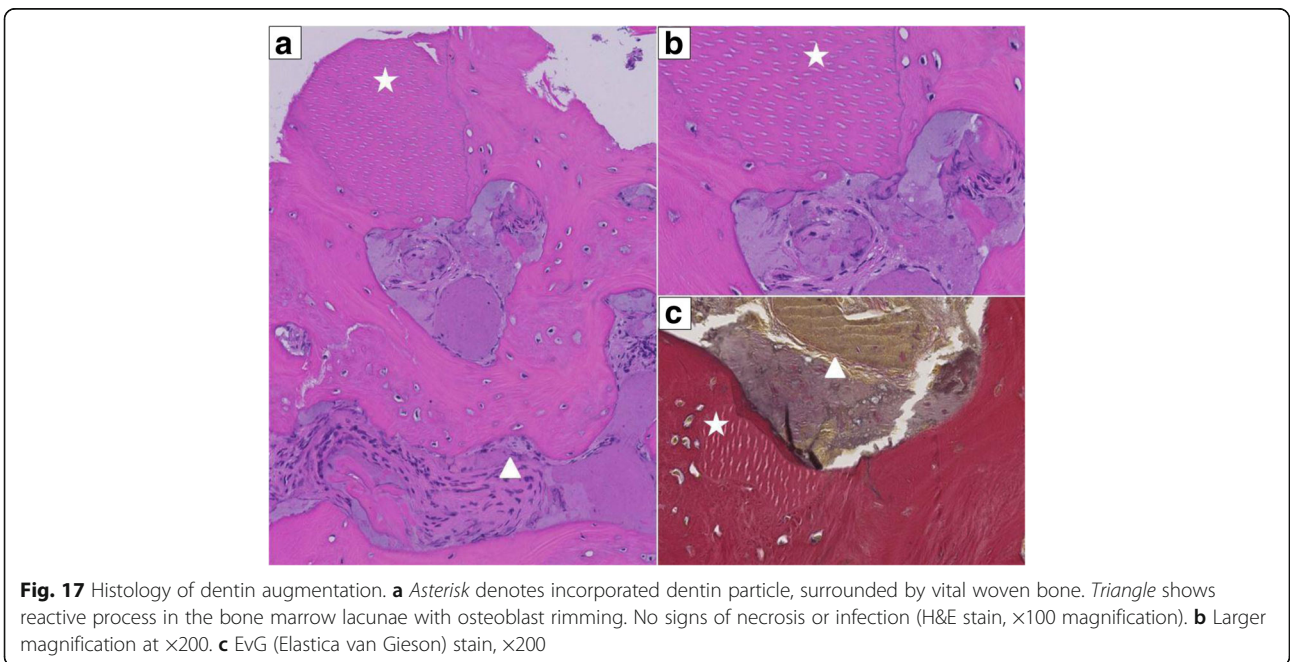 a
b
c
Fig. 17 Histology of dentin augmentation. a Asterisk denotes incorporated dentin particle, surrounded by vital woven bone. Triangle shows
reactive process in the bone marrow lacunae with osteoblast rimming. No signs of necrosis or infection (H&E stain, ×100 magnification). b Larger
magnification at ×200. c EvG (Elastica van Gieson) stain, ×200